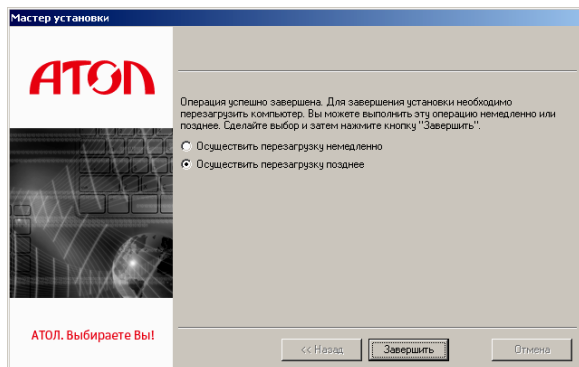 Мастер установки
АТОЛ
Операция успешно завершена. Для завершения установки необходимо
перезагрузить компьютер. Вы можете выполнить эту операцию немедленно или
позднее. Сделайте выбор и затем нажмите кнопку "Завершить".
Осуществить перезагрузку немедленно
Осуществить перезагрузку позднее
АТОЛ. Выбираете Вы!
<< Назад Завершить Отмена